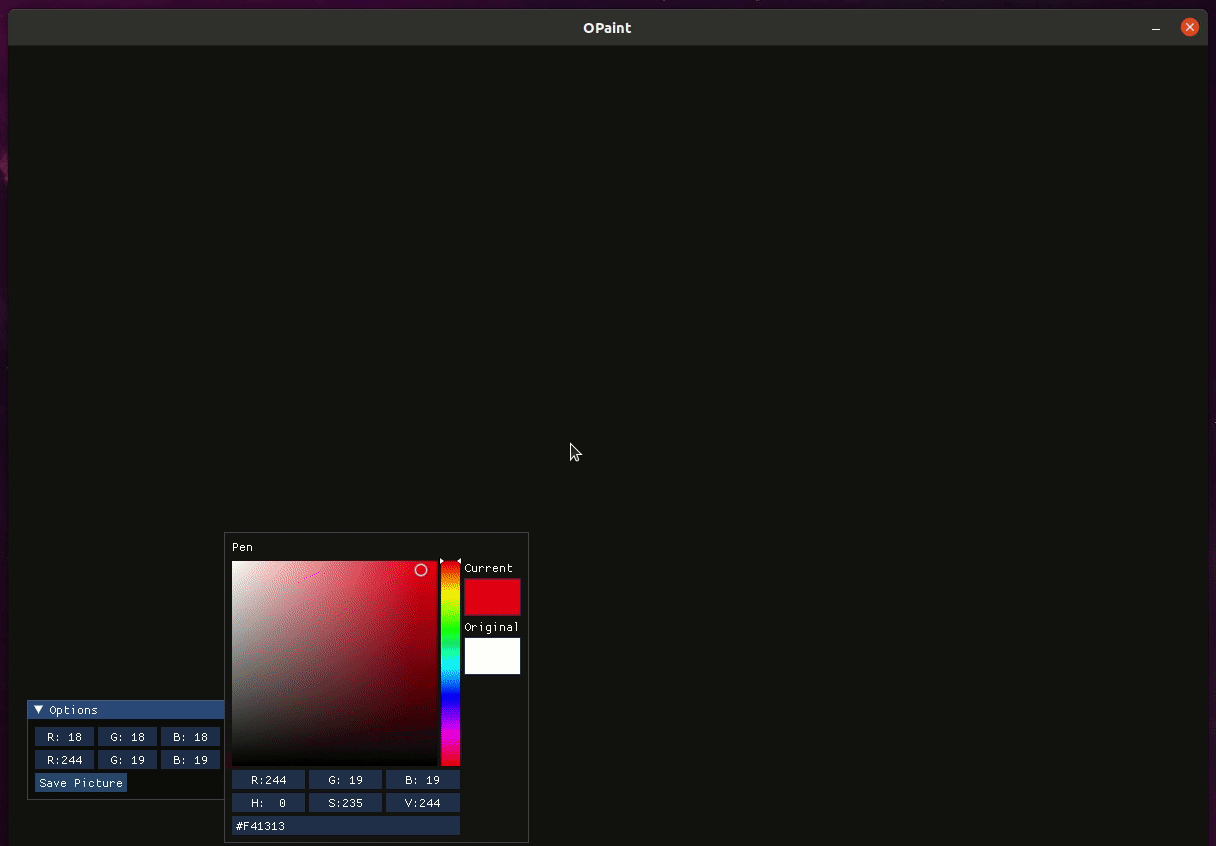 OPaint
Pen
Current
Original
Options
R: 18 G: 18 B: 18
R:244 G: 19 B: 19
Save Picture
R:244 G: 19 B: 19
H: 0 S:235 V:244
#F41313